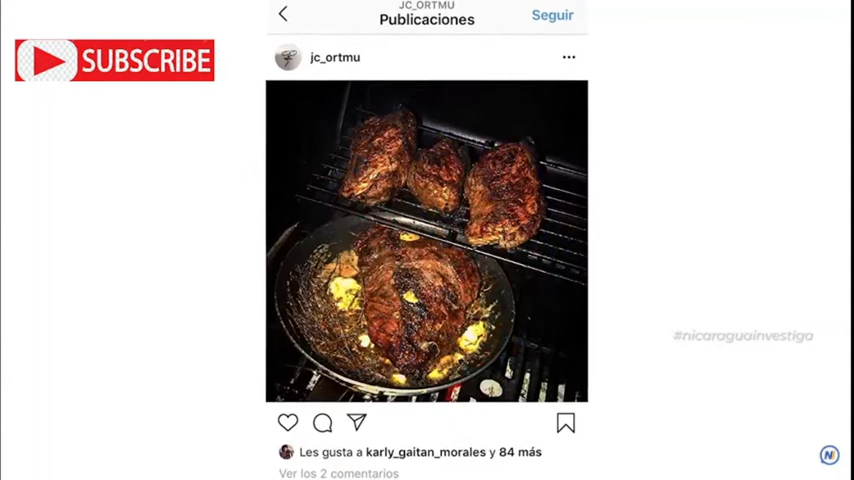 JC_ORTMU
Publicaciones
Seguir
SUBSCRIBE
jc_ortmu
#nicaraguainvestiga
Les gusta a karly_gaitan_morales y 84 más
Ver los 2 comentarios